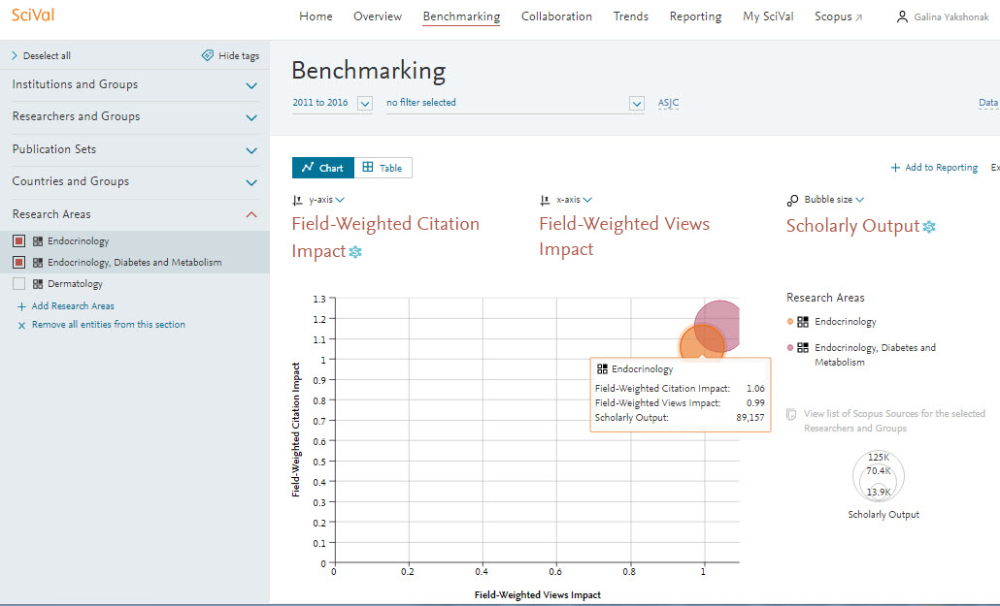 SciVal
Home Overview Benchmarking Collaboration Trends Reporting My SciVal Scopus Galina Yakshonak
Deselect all Hide tags
Institutions and Groups
Researchers and Groups
Publication Sets
Countries and Groups
Research Areas
Endocrinology
Endocrinology, Diabetes and Metabolism
Dermatology
+ Add Research Areas
x Remove all entities from this section
Benchmarking
2011 to 2016 no filter selected ASJC Data
Chart Table + Add to Reporting Ex
y-axis x-axis Bubble size
Field-Weighted Citation
Impact
Field-Weighted Views
Impact
Scholarly Output
Field-Weighted Citation Impact
1.3
1.2
1.1
1
0.9
0.8
0.7
0.6
0.5
0.4
0.3
0.2
0.1
0
0 0.2 0.4 0.6 0.8 1
Field-Weighted Views Impact
Endocrinology
Field-Weighted Citation Impact: 1.06
Field-Weighted Views Impact: 0.99
Scholarly Output: 89,157
Research Areas
Endocrinology
Endocrinology, Diabetes and
Metabolism
View list of Scopus Sources for the selected
Researchers and Groups
125K
70.4K
13.9K
Scholarly Output